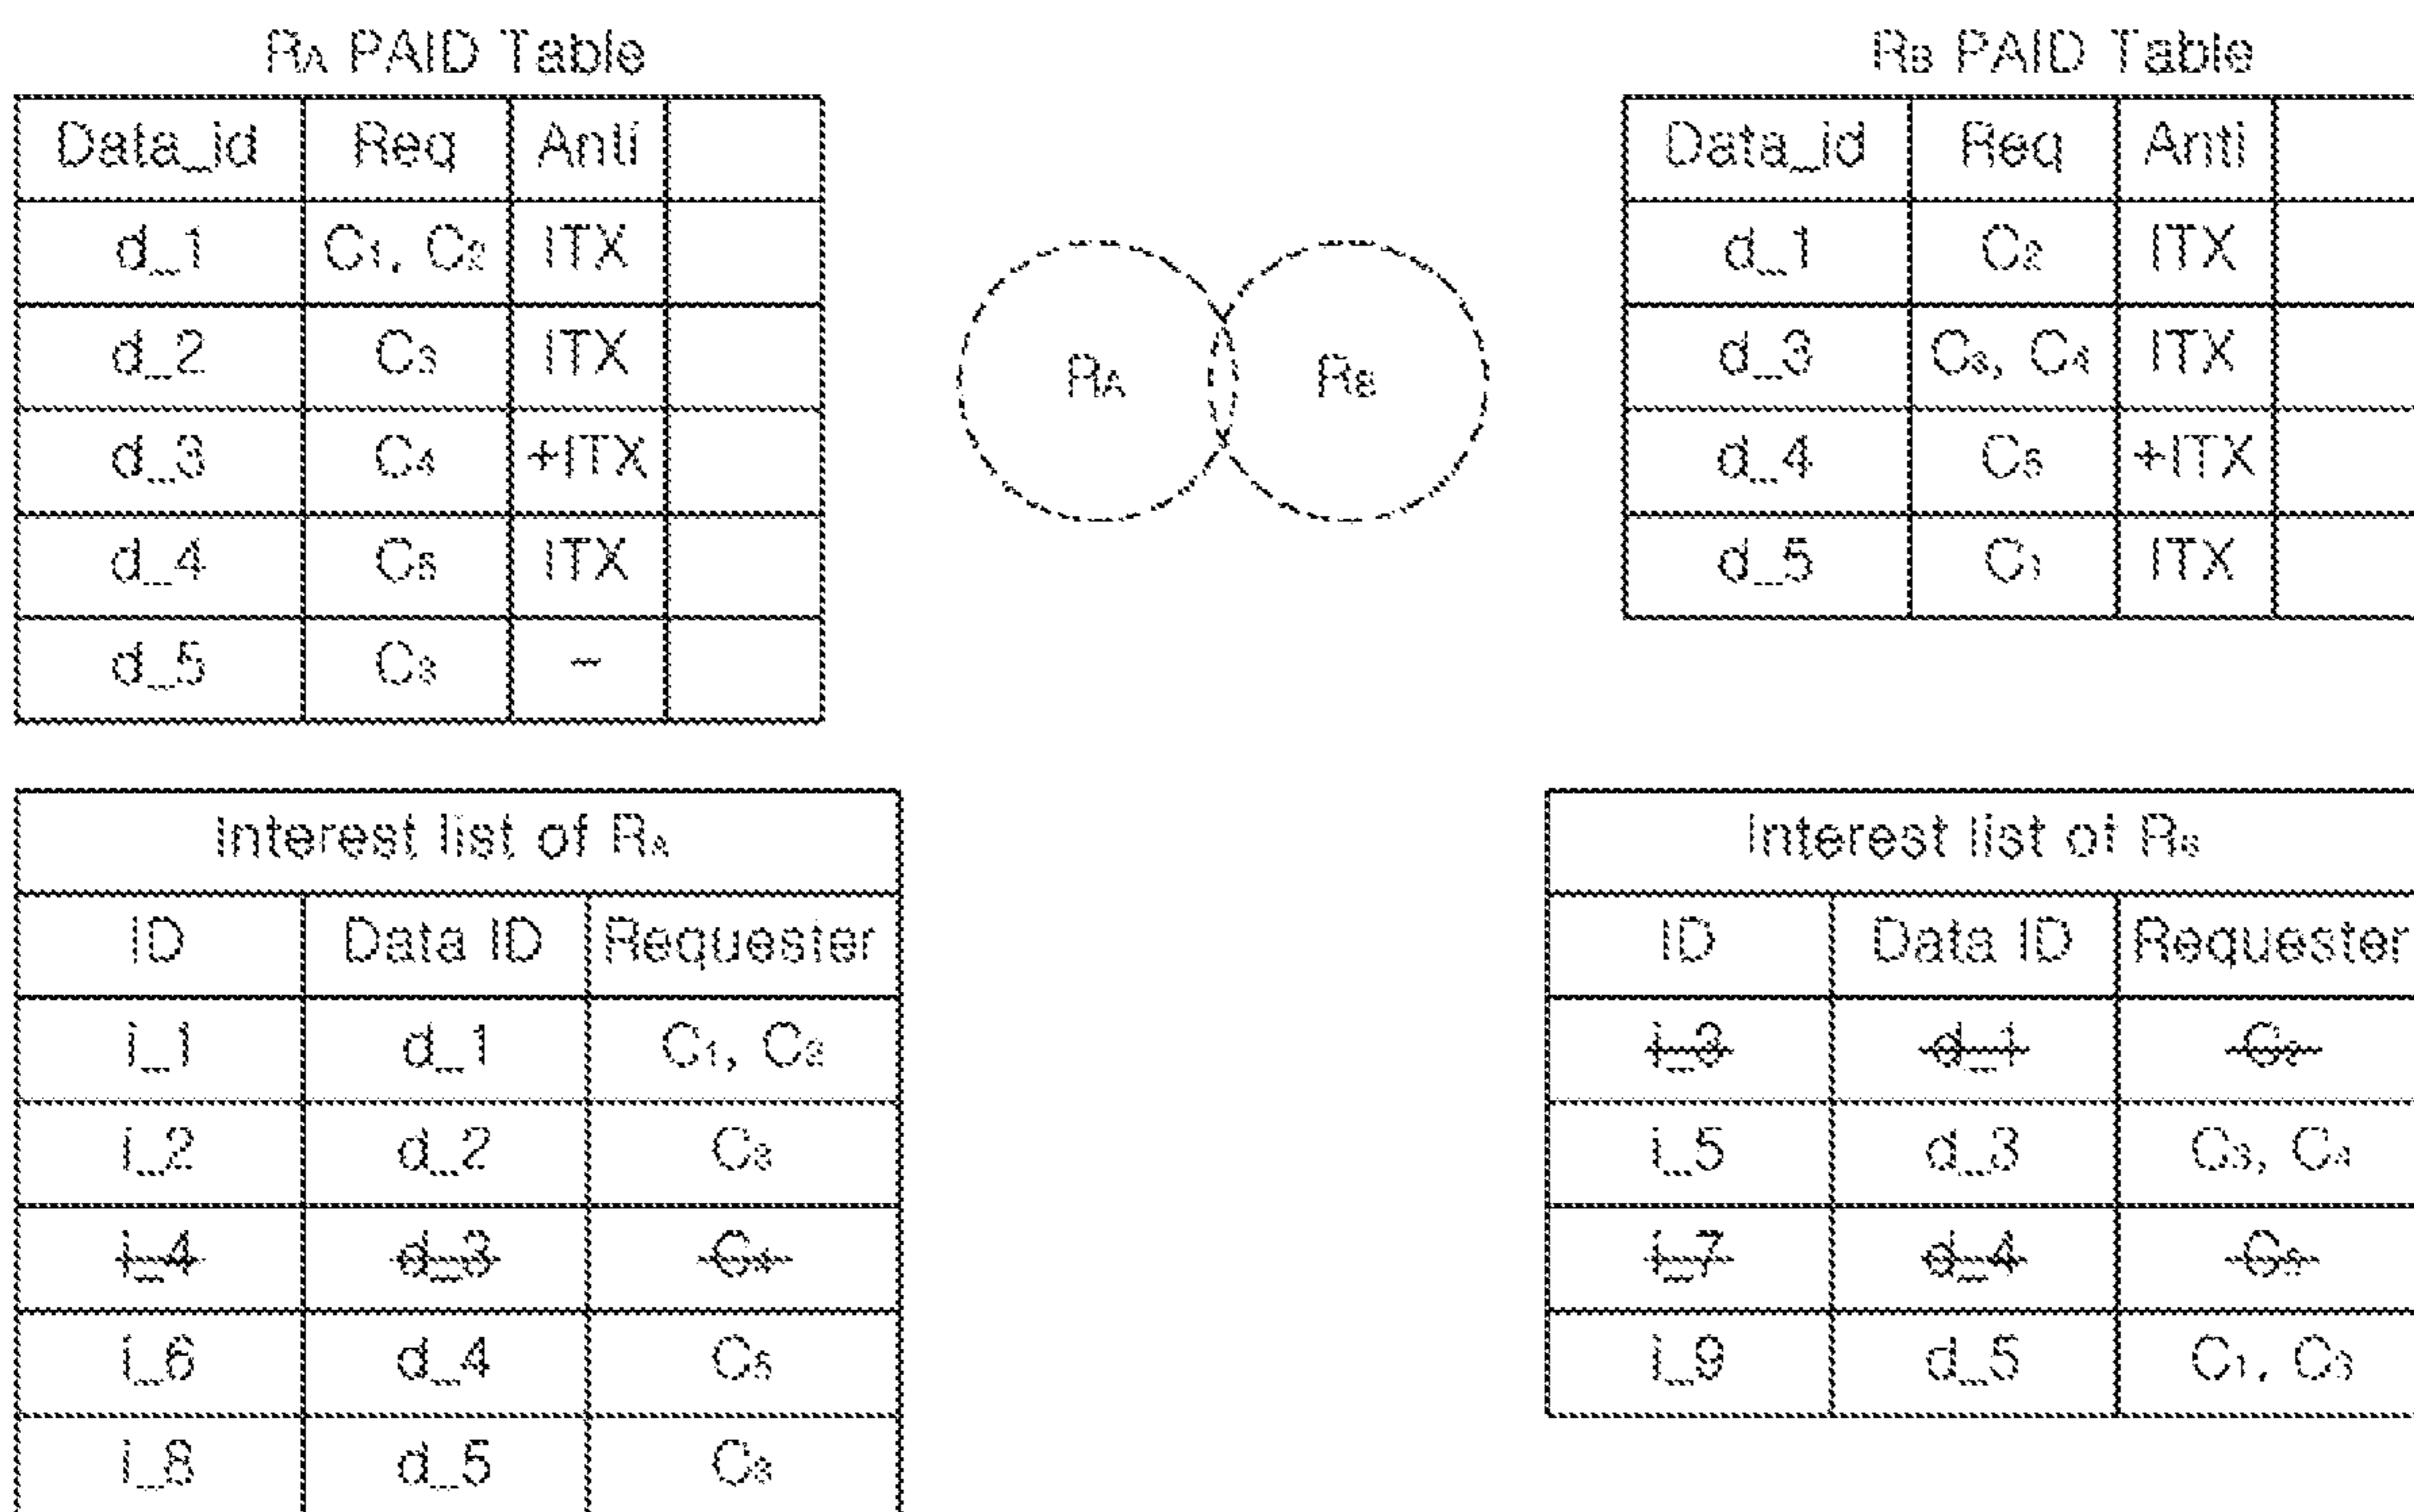 RA PAID Table
Data_id Req Anti
d_1 C1, C2 ITX
d_2 C3 ITX
d_3 C4 +ITX
d_4 C5 ITX
d_5 C3 –
RA RB
RB PAID Table
Data_id Req Anti
d_1 C2 ITX
d_3 C3, C4 ITX
d_4 C5 +ITX
d_5 C1 ITX
Interest list of RA
ID Data ID Requester
i_1 d_1 C1, C2
i_2 d_2 C3
i_4 d_3 C4
i_6 d_4 C5
i_8 d_5 C3
Interest list of RB
ID Data ID Requester
i_3 d_1 C2
i_5 d_3 C3, C4
i_7 d_4 C5
i_9 d_5 C1, C3